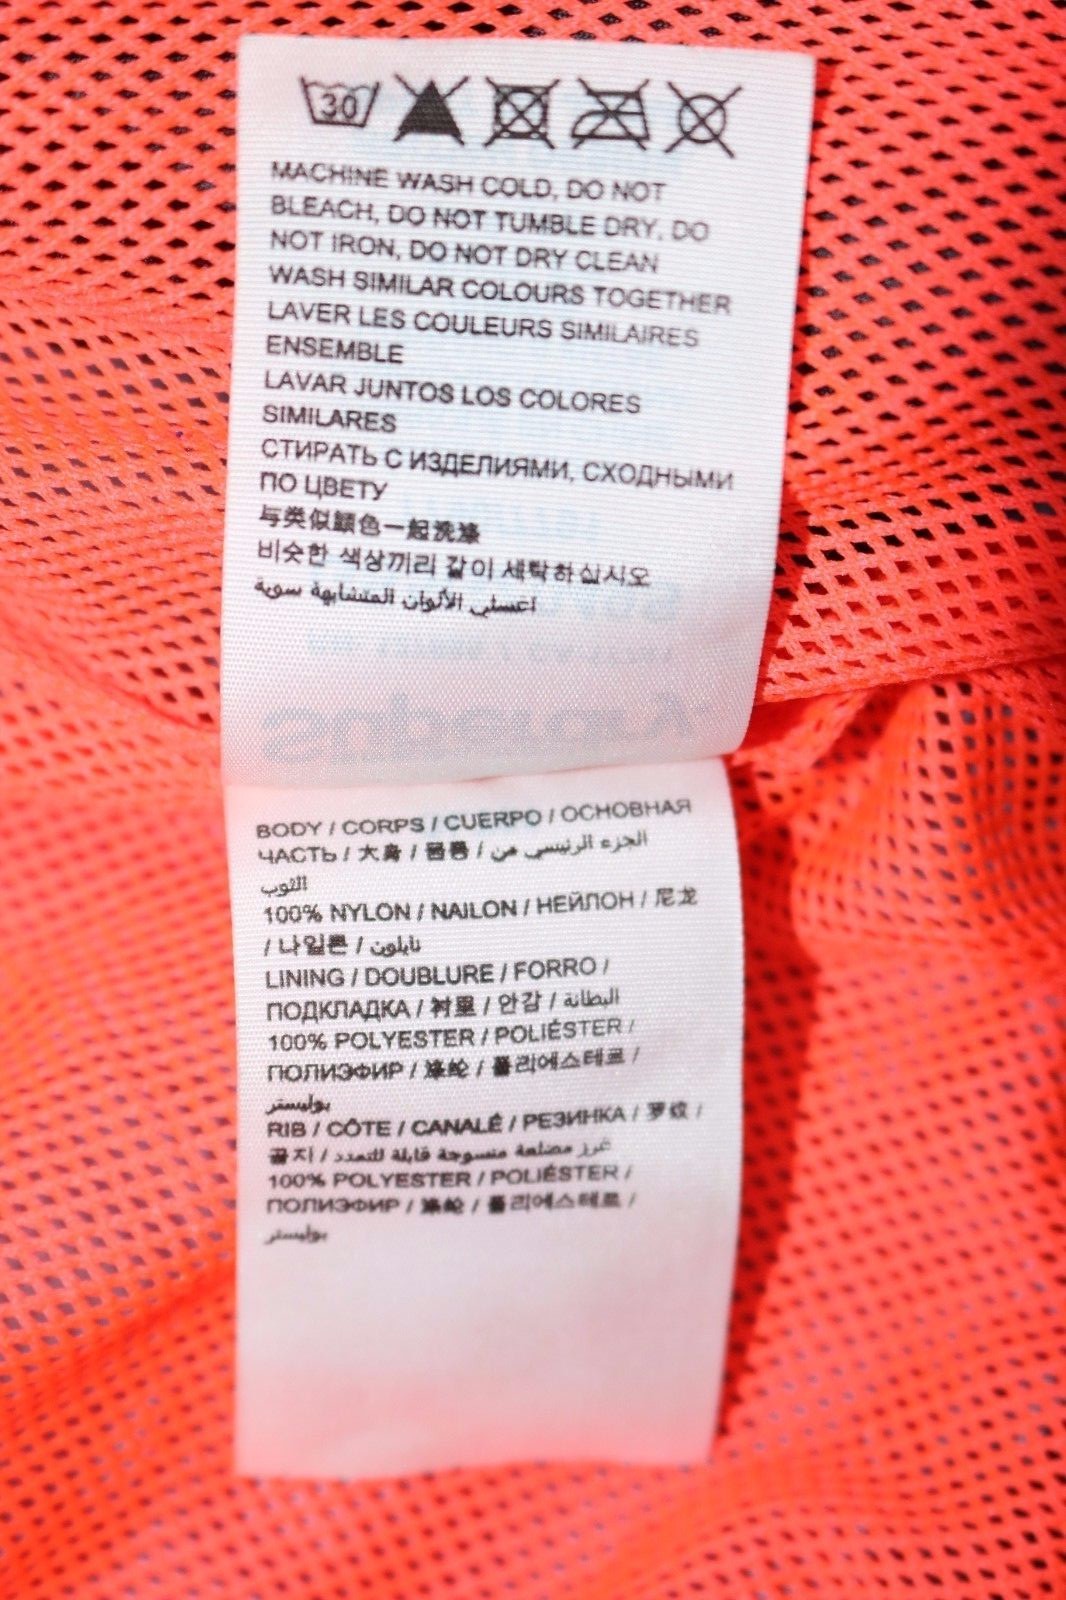 30
MACHINE WASH COLD, DO NOT
BLEACH, DO NOT TUMBLE DRY, DO
NOT IRON, DO NOT DRY CLEAN
WASH SIMILAR COLOURS TOGETHER
LAVER LES COULEURS SIMILAIRES
ENSEMBLE
LAVAR JUNTOS LOS COLORES
SIMILARES
СТИРАТЬ С ИЗДЕЛИЯМИ, СХОДНЫМИ
ПО ЦВЕТУ
与类似颜色一起洗涤
비슷한 색상끼리 같이 세탁하십시오
اغسلي الألوان المتشابهة سوية
BODY / CORPS / CUERPO / ОСНОВНАЯ
ЧАСТЬ / 大身 / 몸통 / الجزء الرئيسي من
الثوب
100% NYLON / NAILON / НЕЙЛОН / 尼龙
/ 나일론 / نايلون
LINING / DOUBLURE / FORRO /
ПОДКЛАДКА / 衬里 / 안감 / البطانة
100% POLYESTER / POLIÉSTER /
ПОЛИЭФИР / 涤纶 / 폴리에스테르 /
بوليستر
RIB / CÔTE / CANALÉ / РЕЗИНКА / 罗纹 /
골지 / غرز مضلعة منسوجة قابلة للتمدد
100% POLYESTER / POLIÉSTER /
ПОЛИЭФИР / 涤纶 / 폴리에스테르 /
بوليستر